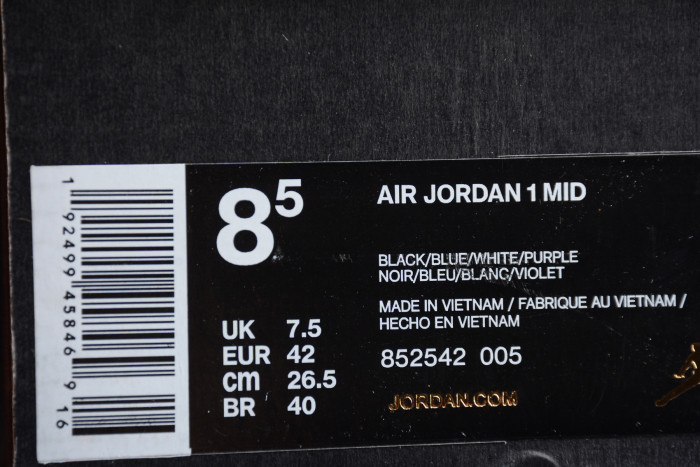 1 92499 45846 9 16
8 5
AIR JORDAN 1 MID
BLACK/BLUE/WHITE/PURPLE
NOIR/BLEU/BLANC/VIOLET
MADE IN VIETNAM / FABRIQUE AU VIETNAM /
HECHO EN VIETNAM
UK 7.5
EUR 42
cm 26.5
BR 40
852542 005
JORDAN.COM